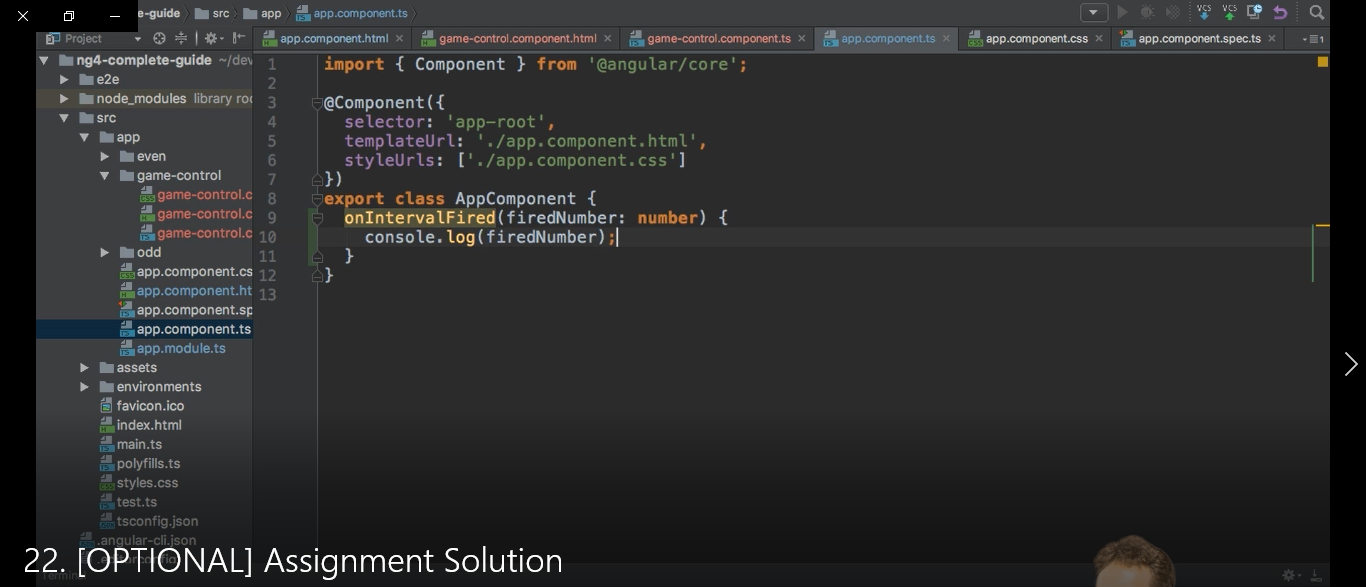 e-guide src app app.component.ts
VCS VCS
Project
app.component.html game-control.component.html game-control.component.ts app.component.ts app.component.css app.component.spec.ts
ng4-complete-guide ~/dev
e2e
node_modules library roo
src
app
even
game-control
game-control.c
game-control.c
game-control.c
odd
app.component.cs
app.component.ht
app.component.sp
app.component.ts
app.module.ts
assets
environments
favicon.ico
index.html
main.ts
polyfills.ts
styles.css
test.ts
tsconfig.json
.angular-cli.json
.editorconfig
Terminal
1 import { Component } from '@angular/core';
2
3 @Component({
4 selector: 'app-root',
5 templateUrl: './app.component.html',
6 styleUrls: ['./app.component.css']
7 })
8 export class AppComponent {
9 onIntervalFired(firedNumber: number) {
10 console.log(firedNumber);
11 }
12 }
13
22. [OPTIONAL] Assignment Solution